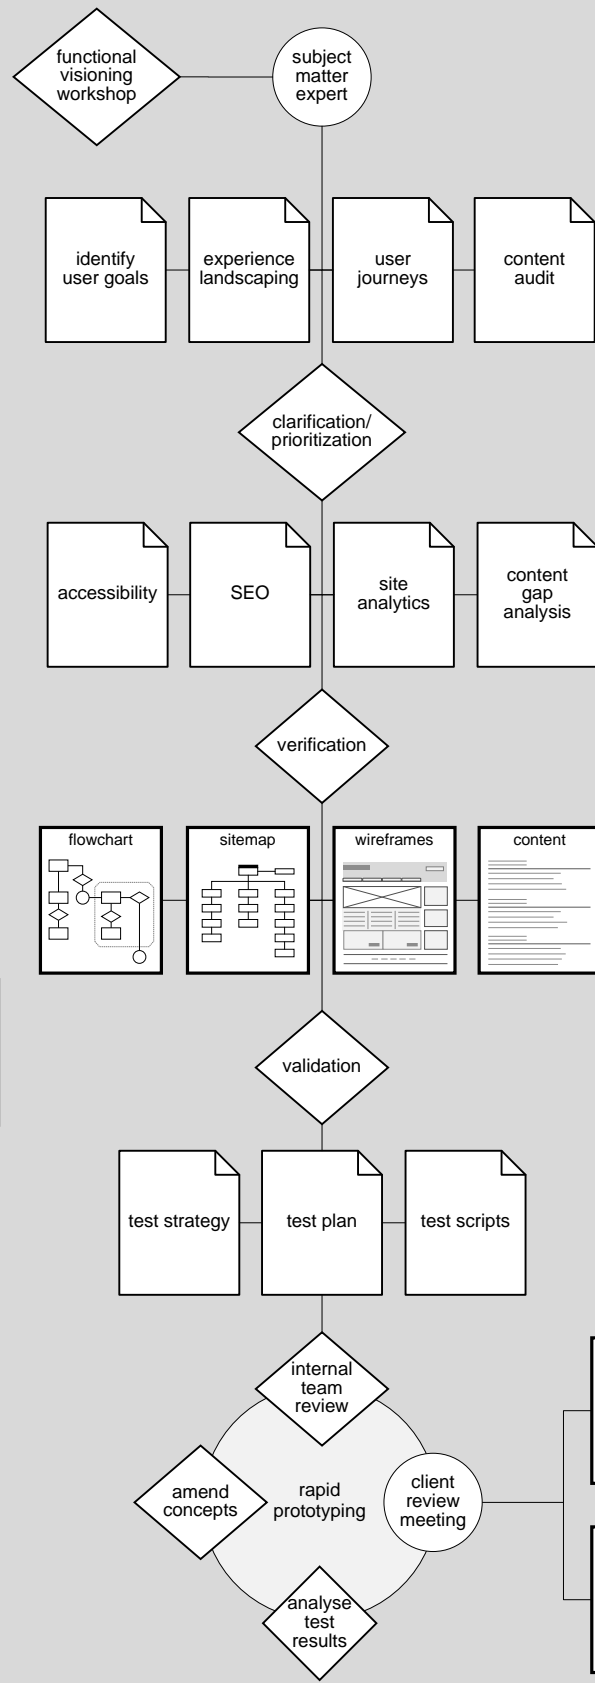 functional
visioning
workshop
subject
matter
expert
identify
user goals
experience
landscaping
user
journeys
content
audit
clarification/
prioritization
accessibility
SEO
site
analytics
content
gap
analysis
verification
flowchart
sitemap
wireframes
content
validation
test strategy
test plan
test scripts
internal
team
review
amend
concepts
rapid
prototyping
client
review
meeting
analyse
test
results